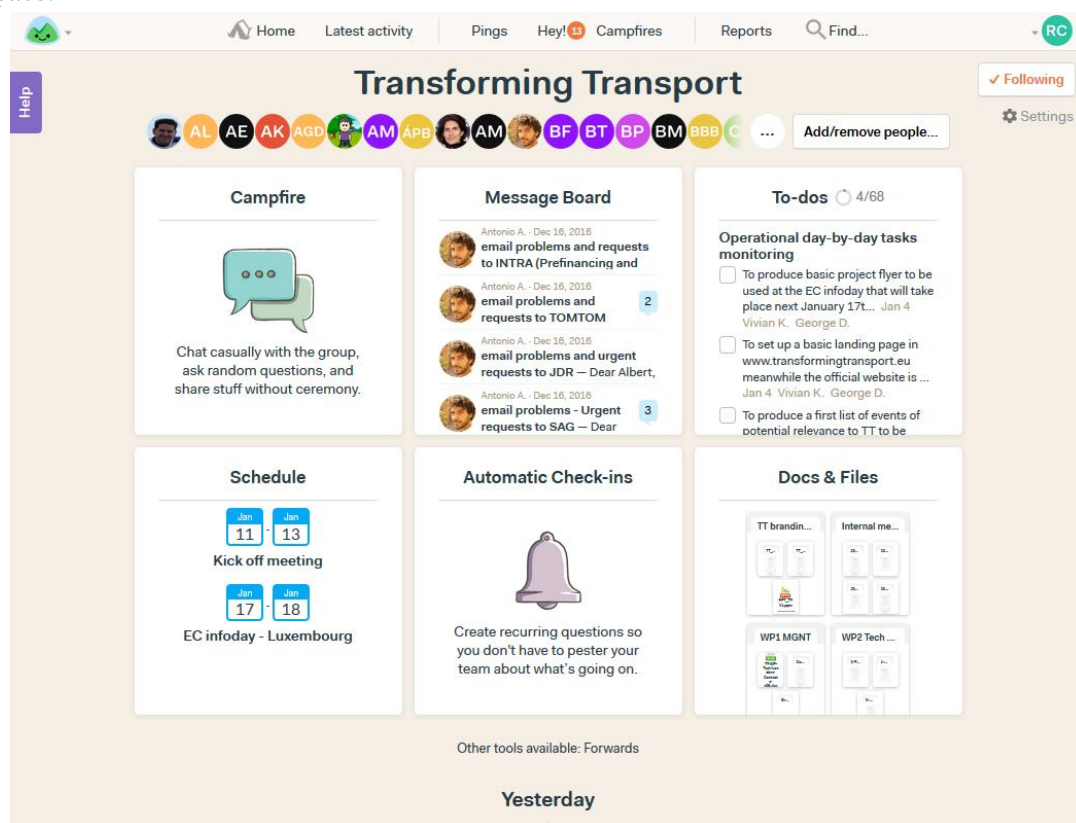 Home Latest activity Pings Hey! 13 Campfires Reports Find... RC
Help
Transforming Transport
✓ Following
Settings
AL AE AK AGD AM ÁPB AM BF BT BP BM BBB C ... Add/remove people...
Campfire
Chat casually with the group,
ask random questions, and
share stuff without ceremony.
Message Board
Antonio A. · Dec 16, 2016
email problems and requests
to INTRA (Prefinancing and
Antonio A. · Dec 16, 2016
email problems and
requests to TOMTOM
2
Antonio A. · Dec 16, 2016
email problems and urgent
requests to JDR — Dear Albert,
Antonio A. · Dec 16, 2016
email problems - Urgent
requests to SAG — Dear
3
To-dos 4/68
Operational day-by-day tasks
monitoring
To produce basic project flyer to be
used at the EC infoday that will take
place next January 17t... Jan 4
Vivian K. George D.
To set up a basic landing page in
www.transformingtransport.eu
meanwhile the official website is ...
Jan 4 Vivian K. George D.
To produce a first list of events of
potential relevance to TT to be
Schedule
Jan 11 - Jan 13
Kick off meeting
Jan 17 - Jan 18
EC infoday - Luxembourg
Automatic Check-ins
Create recurring questions so
you don't have to pester your
team about what's going on.
Docs & Files
TT brandin... Internal me...
WP1 MGNT WP2 Tech ...
Other tools available: Forwards
Yesterday